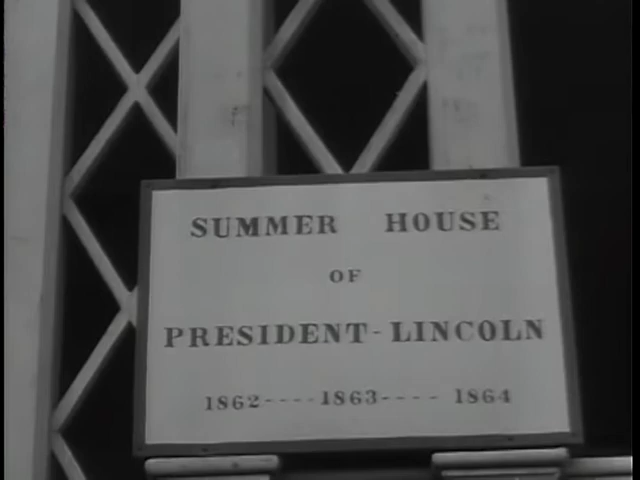 SUMMER HOUSE
OF
PRESIDENT-LINCOLN
1862----1863---- 1864